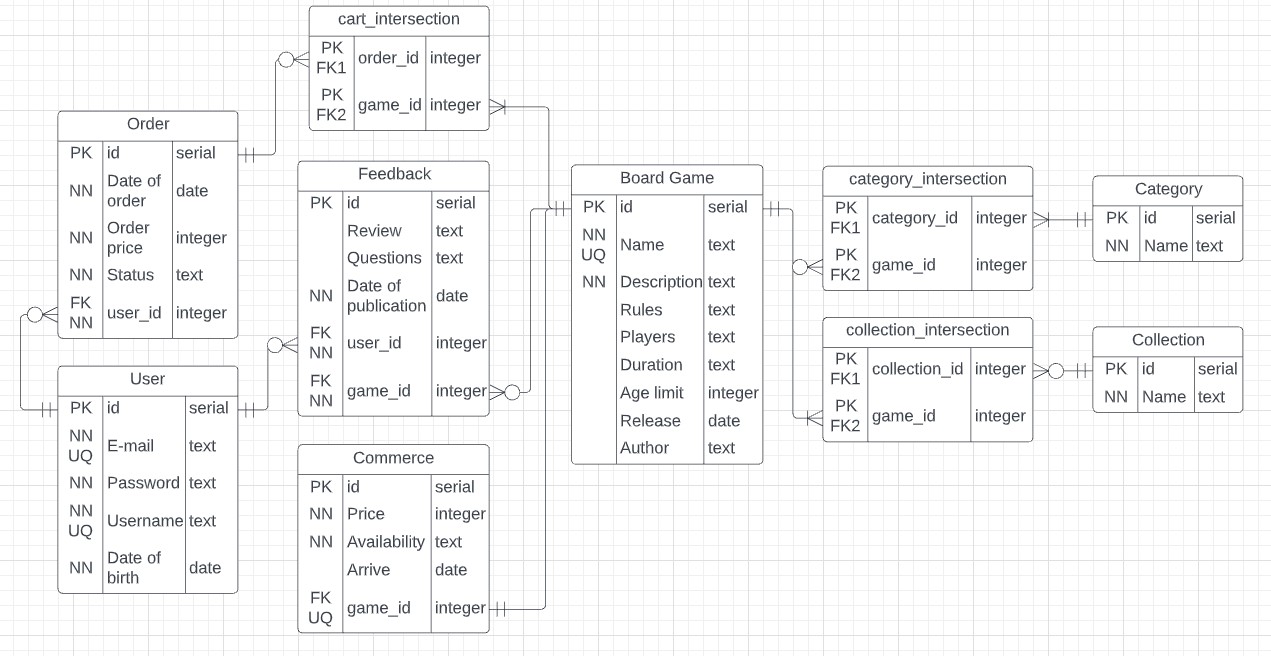 cart_intersection
PK
FK1
order_id
integer
PK
FK2
game_id
integer
Order
PK
id
serial
NN
Date of
order
date
NN
Order
price
integer
NN
Status
text
FK
NN
user_id
integer
User
PK
id
serial
NN
UQ
E-mail
text
NN
Password
text
NN
UQ
Username
text
NN
Date of
birth
date
Feedback
PK
id
serial
Review
text
Questions
text
NN
Date of
publication
date
FK
NN
user_id
integer
FK
NN
game_id
integer
Commerce
PK
id
serial
NN
Price
integer
NN
Availability
text
Arrive
date
FK
UQ
game_id
integer
Board Game
PK
id
serial
NN
UQ
Name
text
NN
Description
text
Rules
text
Players
text
Duration
text
Age limit
integer
Release
date
Author
text
category_intersection
PK
FK1
category_id
integer
PK
FK2
game_id
integer
collection_intersection
PK
FK1
collection_id
integer
PK
FK2
game_id
integer
Category
PK
id
serial
NN
Name
text
Collection
PK
id
serial
NN
Name
text